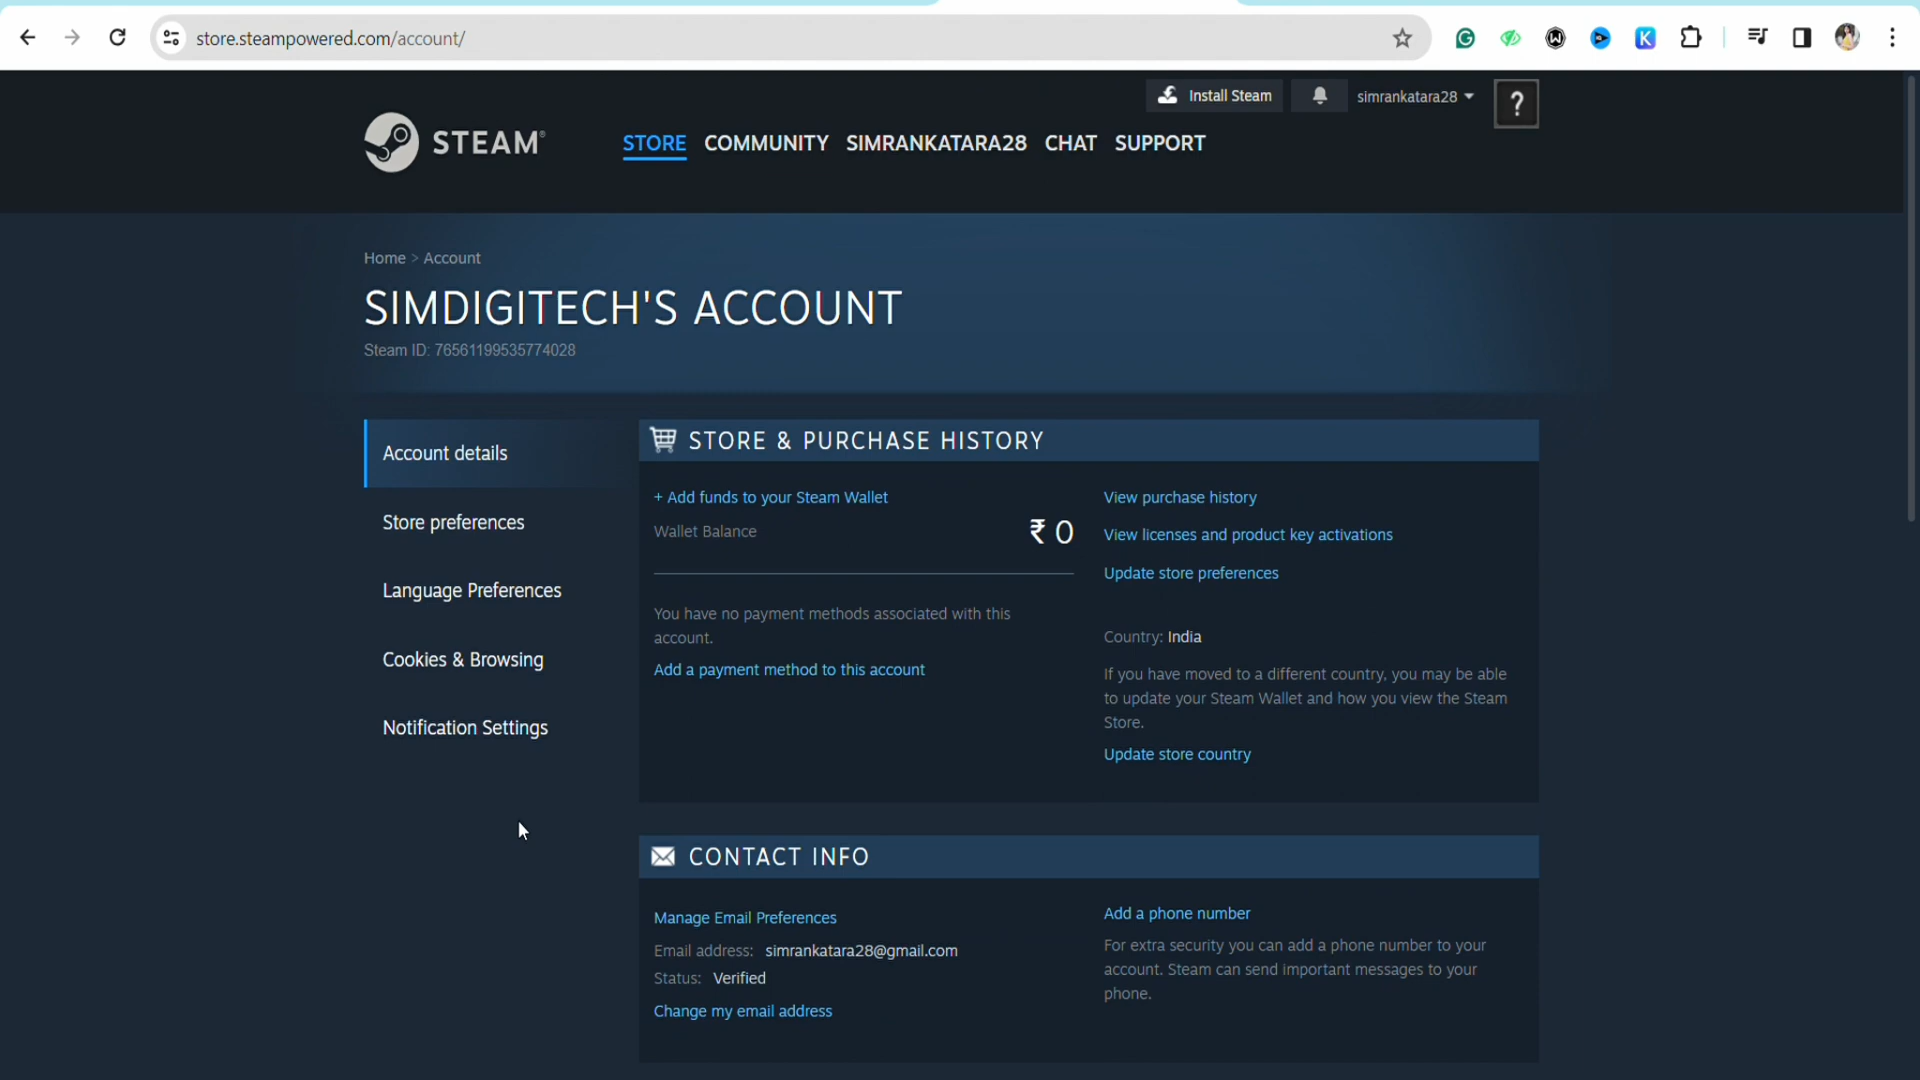 store.steampowered.com/account/
Install Steam
simrankatara28
?
STEAM®
STORE COMMUNITY SIMRANKATARA28 CHAT SUPPORT
Home > Account
SIMDIGITECH'S ACCOUNT
Steam ID: 76561199535774028
Account details
Store preferences
Language Preferences
Cookies & Browsing
Notification Settings
STORE & PURCHASE HISTORY
+ Add funds to your Steam Wallet
Wallet Balance ₹ 0
You have no payment methods associated with this
account.
Add a payment method to this account
View purchase history
View licenses and product key activations
Update store preferences
Country: India
If you have moved to a different country, you may be able
to update your Steam Wallet and how you view the Steam
Store.
Update store country
CONTACT INFO
Manage Email Preferences
Email address: simrankatara28@gmail.com
Status: Verified
Change my email address
Add a phone number
For extra security you can add a phone number to your
account. Steam can send important messages to your
phone.